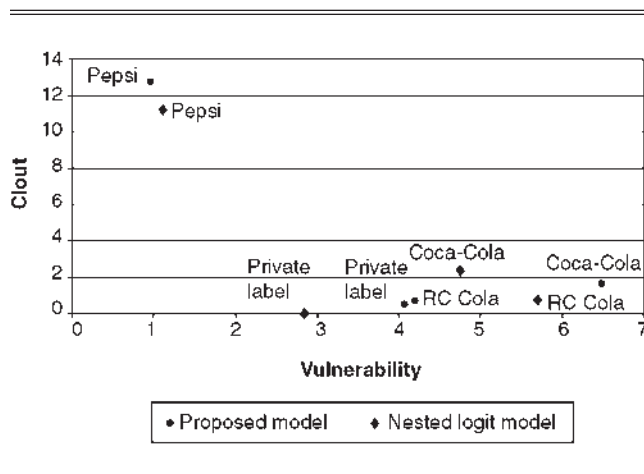 14
12
10
8
6
4
2
0
Clout
Pepsi
Pepsi
Private
label
Private
label
Coca-Cola
RC Cola
Coca-Cola
RC Cola
0 1 2 3 4 5 6 7
Vulnerability
Proposed model Nested logit model